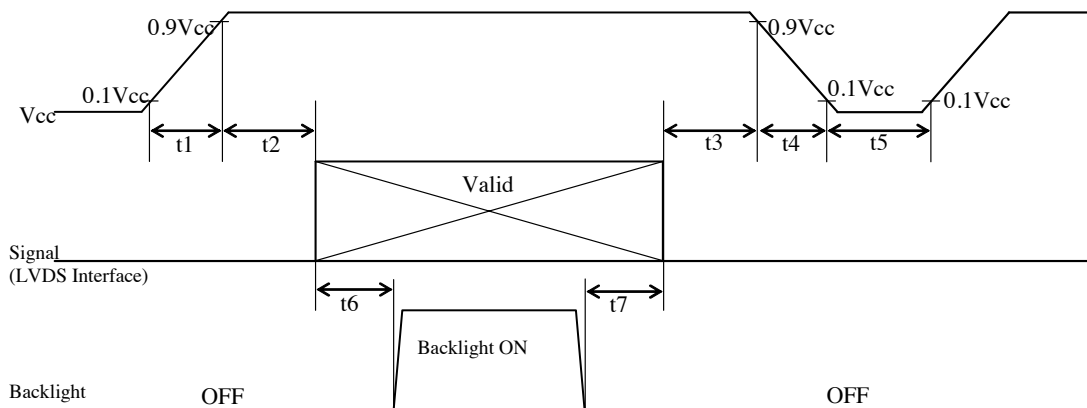 0.9Vcc
0.9Vcc
0.1Vcc
0.1Vcc
0.1Vcc
Vcc
t1
t2
t3
t4
t5
Valid
Signal
(LVDS Interface)
t6
t7
Backlight ON
Backlight
OFF
OFF